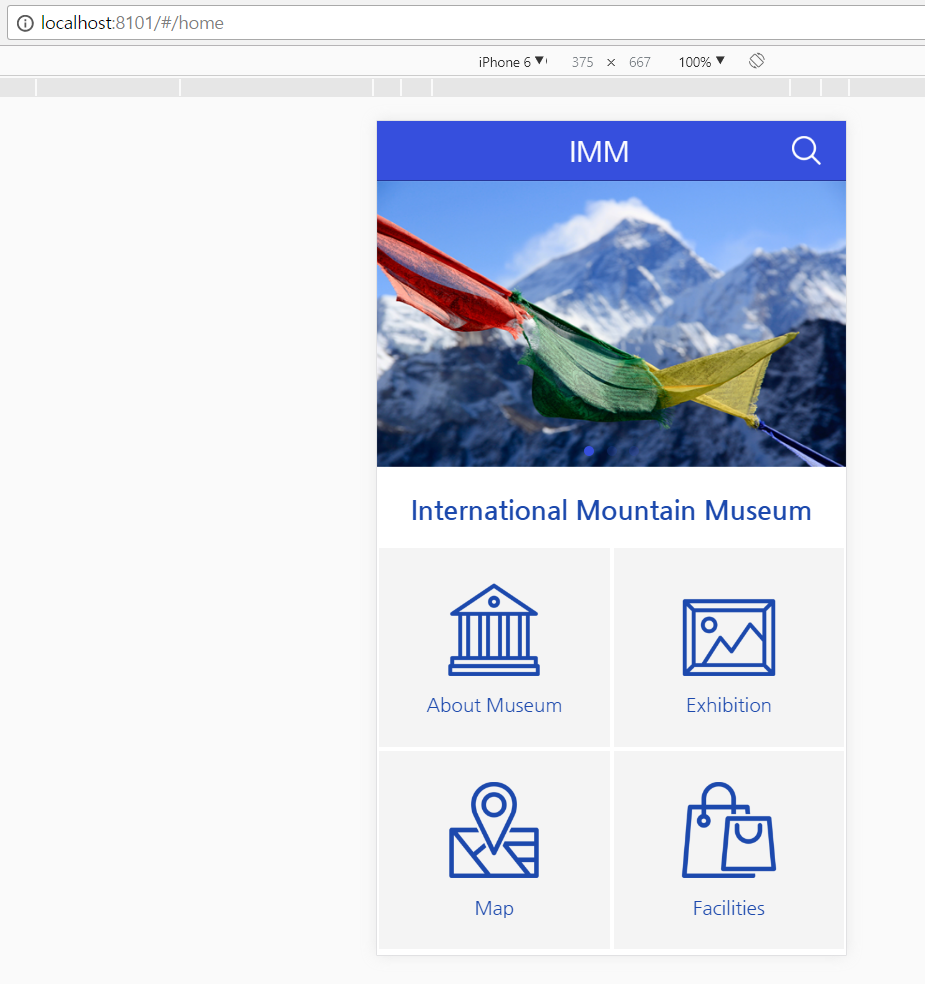 localhost:8101/#/home
iPhone 6 ▼ 375 × 667 100% ▼
IMM
International Mountain Museum
About Museum Exhibition
Map Facilities